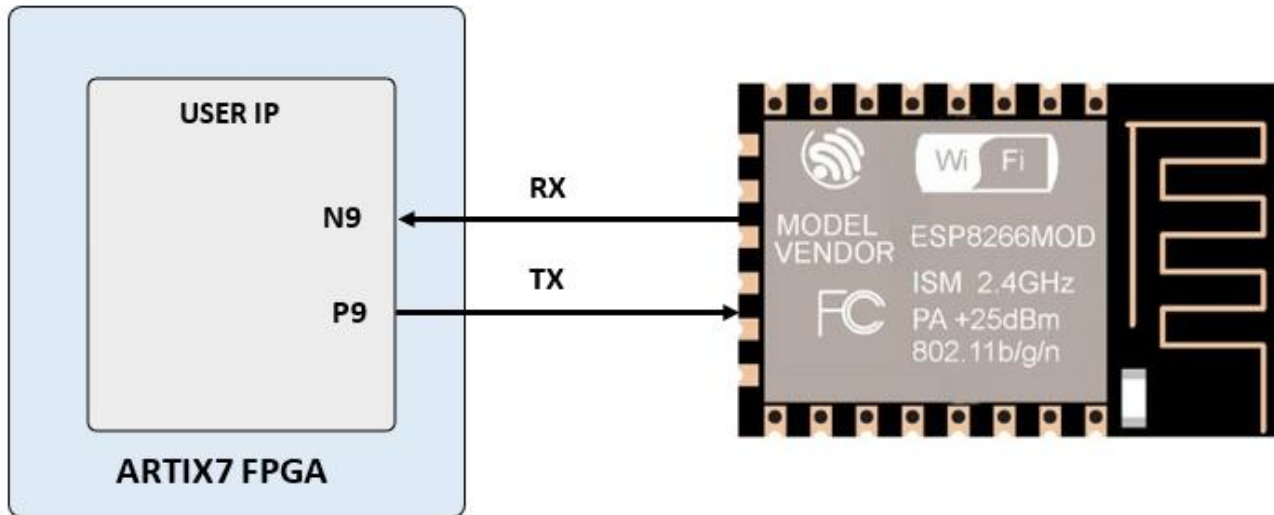 USER IP
N9
P9
ARTIX7 FPGA
RX
TX
Wi Fi
MODEL
VENDOR
ESP8266MOD
ISM 2.4GHz
PA +25dBm
802.11b/g/n
FC